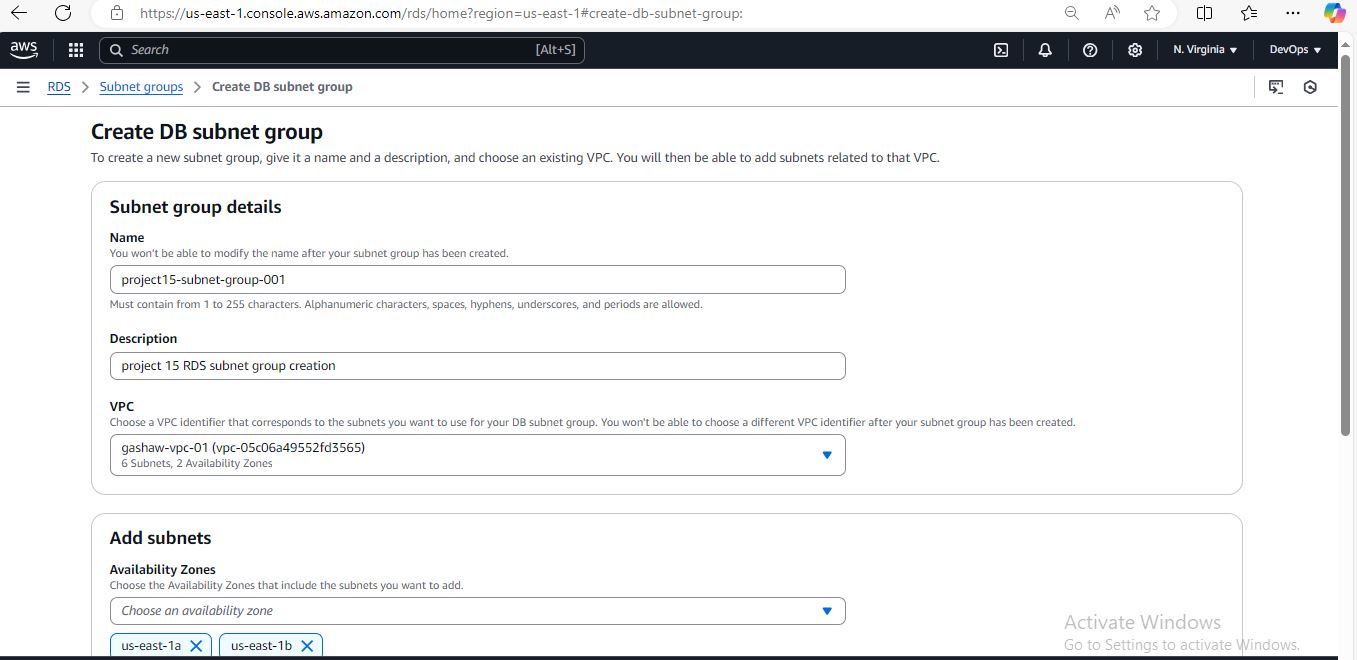 https://us-east-1.console.aws.amazon.com/rds/home?region=us-east-1#create-db-subnet-group:
aws Search [Alt+S] N. Virginia DevOps
RDS > Subnet groups > Create DB subnet group
Create DB subnet group
To create a new subnet group, give it a name and a description, and choose an existing VPC. You will then be able to add subnets related to that VPC.
Subnet group details
Name
You won't be able to modify the name after your subnet group has been created.
project15-subnet-group-001
Must contain from 1 to 255 characters. Alphanumeric characters, spaces, hyphens, underscores, and periods are allowed.
Description
project 15 RDS subnet group creation
VPC
Choose a VPC identifier that corresponds to the subnets you want to use for your DB subnet group. You won't be able to choose a different VPC identifier after your subnet group has been created.
gashaw-vpc-01 (vpc-05c06a49552fd3565)
6 Subnets, 2 Availability Zones
Add subnets
Availability Zones
Choose the Availability Zones that include the subnets you want to add.
Choose an availability zone
us-east-1a us-east-1b
Activate Windows
Go to Settings to activate Windows.